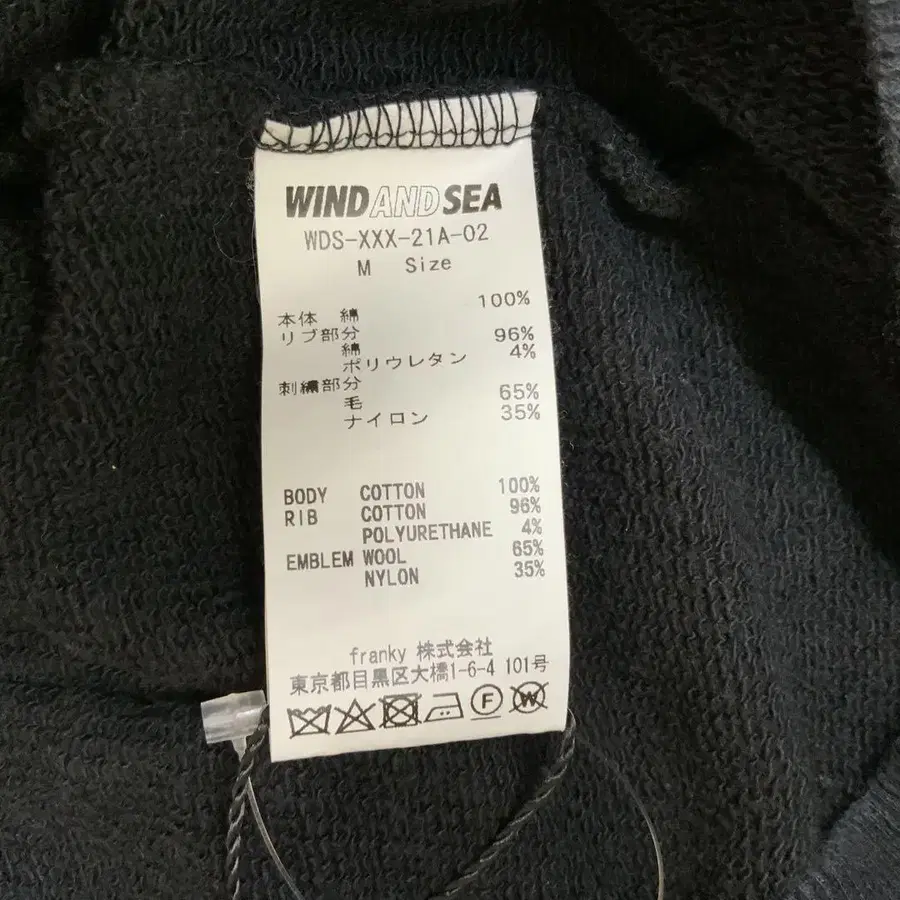 WIND AND SEA
WDS-XXX-21A-02
M Size
本体 綿 100%
リブ部分
綿 96%
ポリウレタン 4%
刺繍部分
毛 65%
ナイロン 35%
BODY COTTON 100%
RIB COTTON 96%
POLYURETHANE 4%
EMBLEM WOOL 65%
NYLON 35%
franky 株式会社
東京都目黒区大橋1-6-4 101号
F W